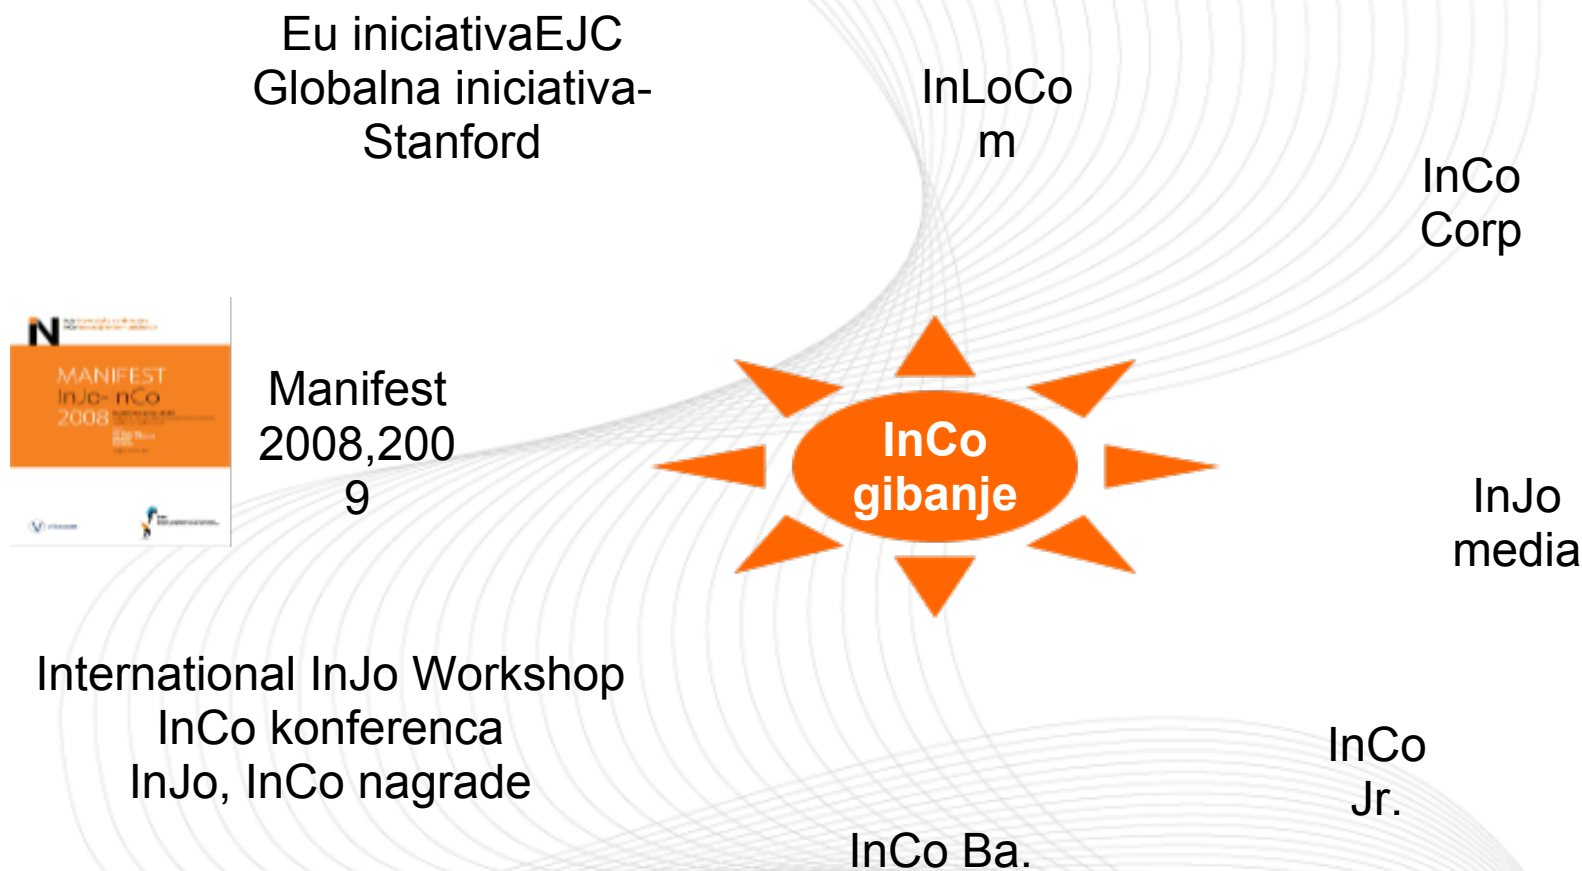 Eu iniciativaEJC
Globalna iniciativa-
Stanford
InLoCo
m
InCo
Corp
MANIFEST
InJo-InCo
2008
Manifest
2008,200
9
InCo
gibanje
InJo
media
International InJo Workshop
InCo konferenca
InJo, InCo nagrade
InCo
Jr.
InCo Ba.